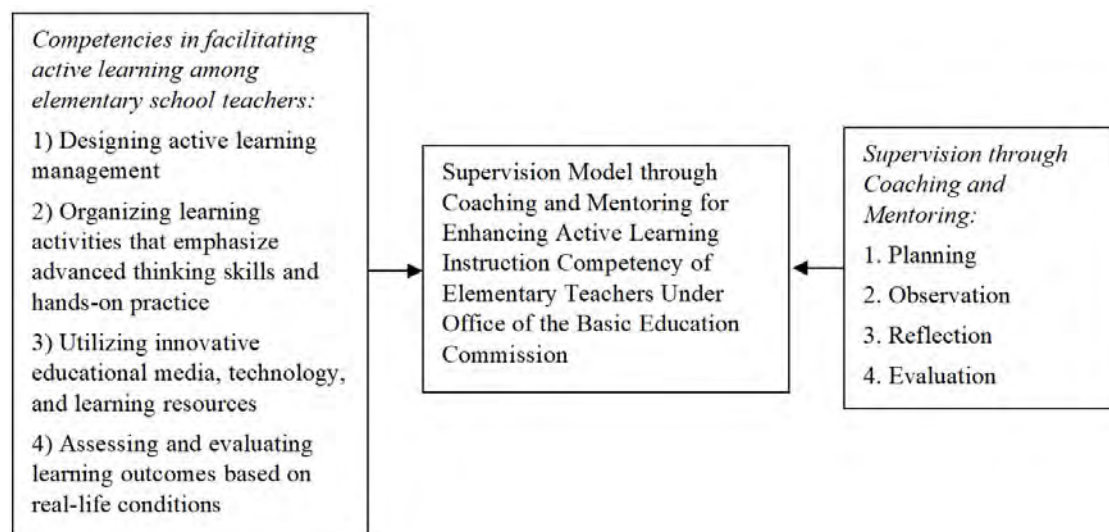 Competencies in facilitating
active learning among
elementary school teachers:
1) Designing active learning
management
2) Organizing learning
activities that emphasize
advanced thinking skills and
hands-on practice
3) Utilizing innovative
educational media, technology,
and learning resources
4) Assessing and evaluating
learning outcomes based on
real-life conditions
Supervision Model through
Coaching and Mentoring for
Enhancing Active Learning
Instruction Competency of
Elementary Teachers Under
Office of the Basic Education
Commission
Supervision through
Coaching and
Mentoring:
1. Planning
2. Observation
3. Reflection
4. Evaluation